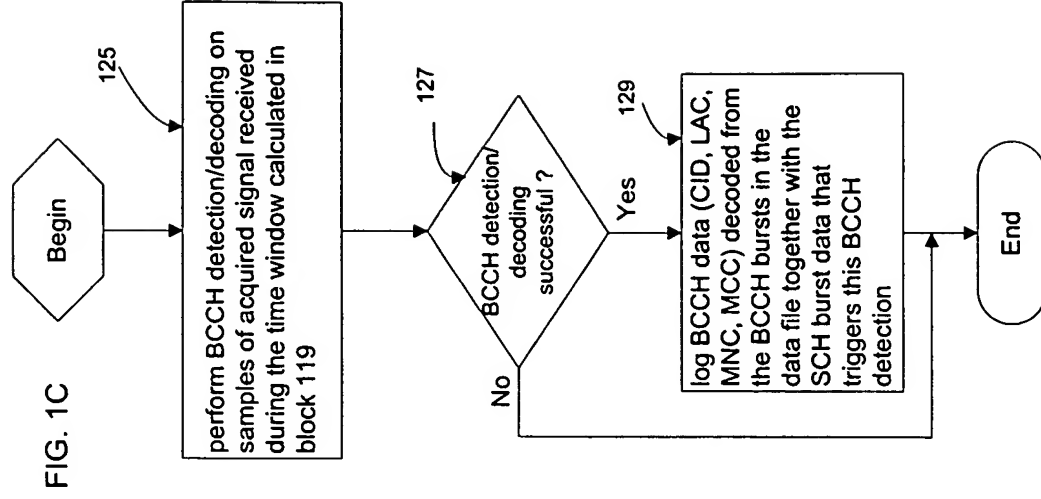 FIG. 1C
Begin
125
perform BCCH detection/decoding on
samples of acquired signal received
during the time window calculated in
block 119
127
BCCH detection/
decoding
successful ?
No
Yes
129
log BCCH data (CID, LAC,
MNC, MCC) decoded from
the BCCH bursts in the
data file together with the
SCH burst data that
triggers this BCCH
detection
End